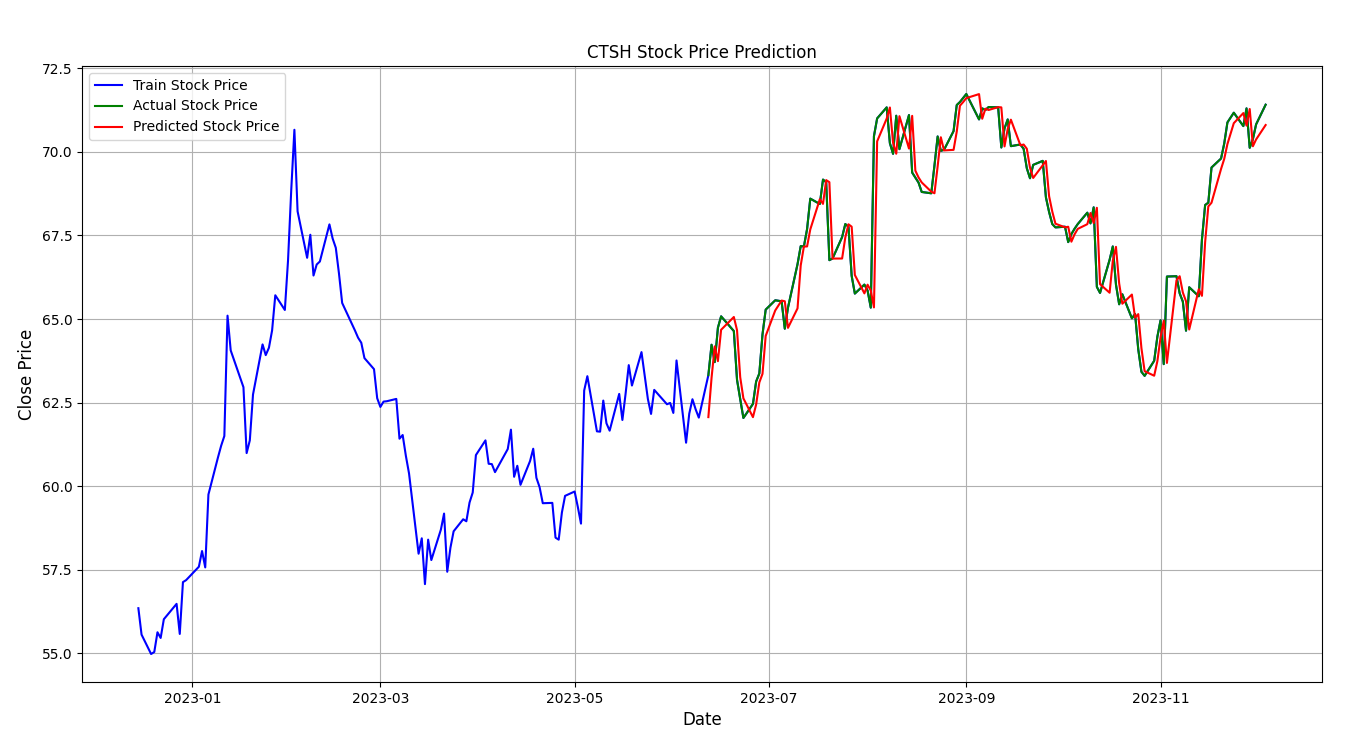 CTSH Stock Price Prediction
Train Stock Price
Actual Stock Price
Predicted Stock Price
72.5
70.0
67.5
65.0
62.5
60.0
57.5
55.0
Close Price
2023-01 2023-03 2023-05 2023-07 2023-09 2023-11
Date